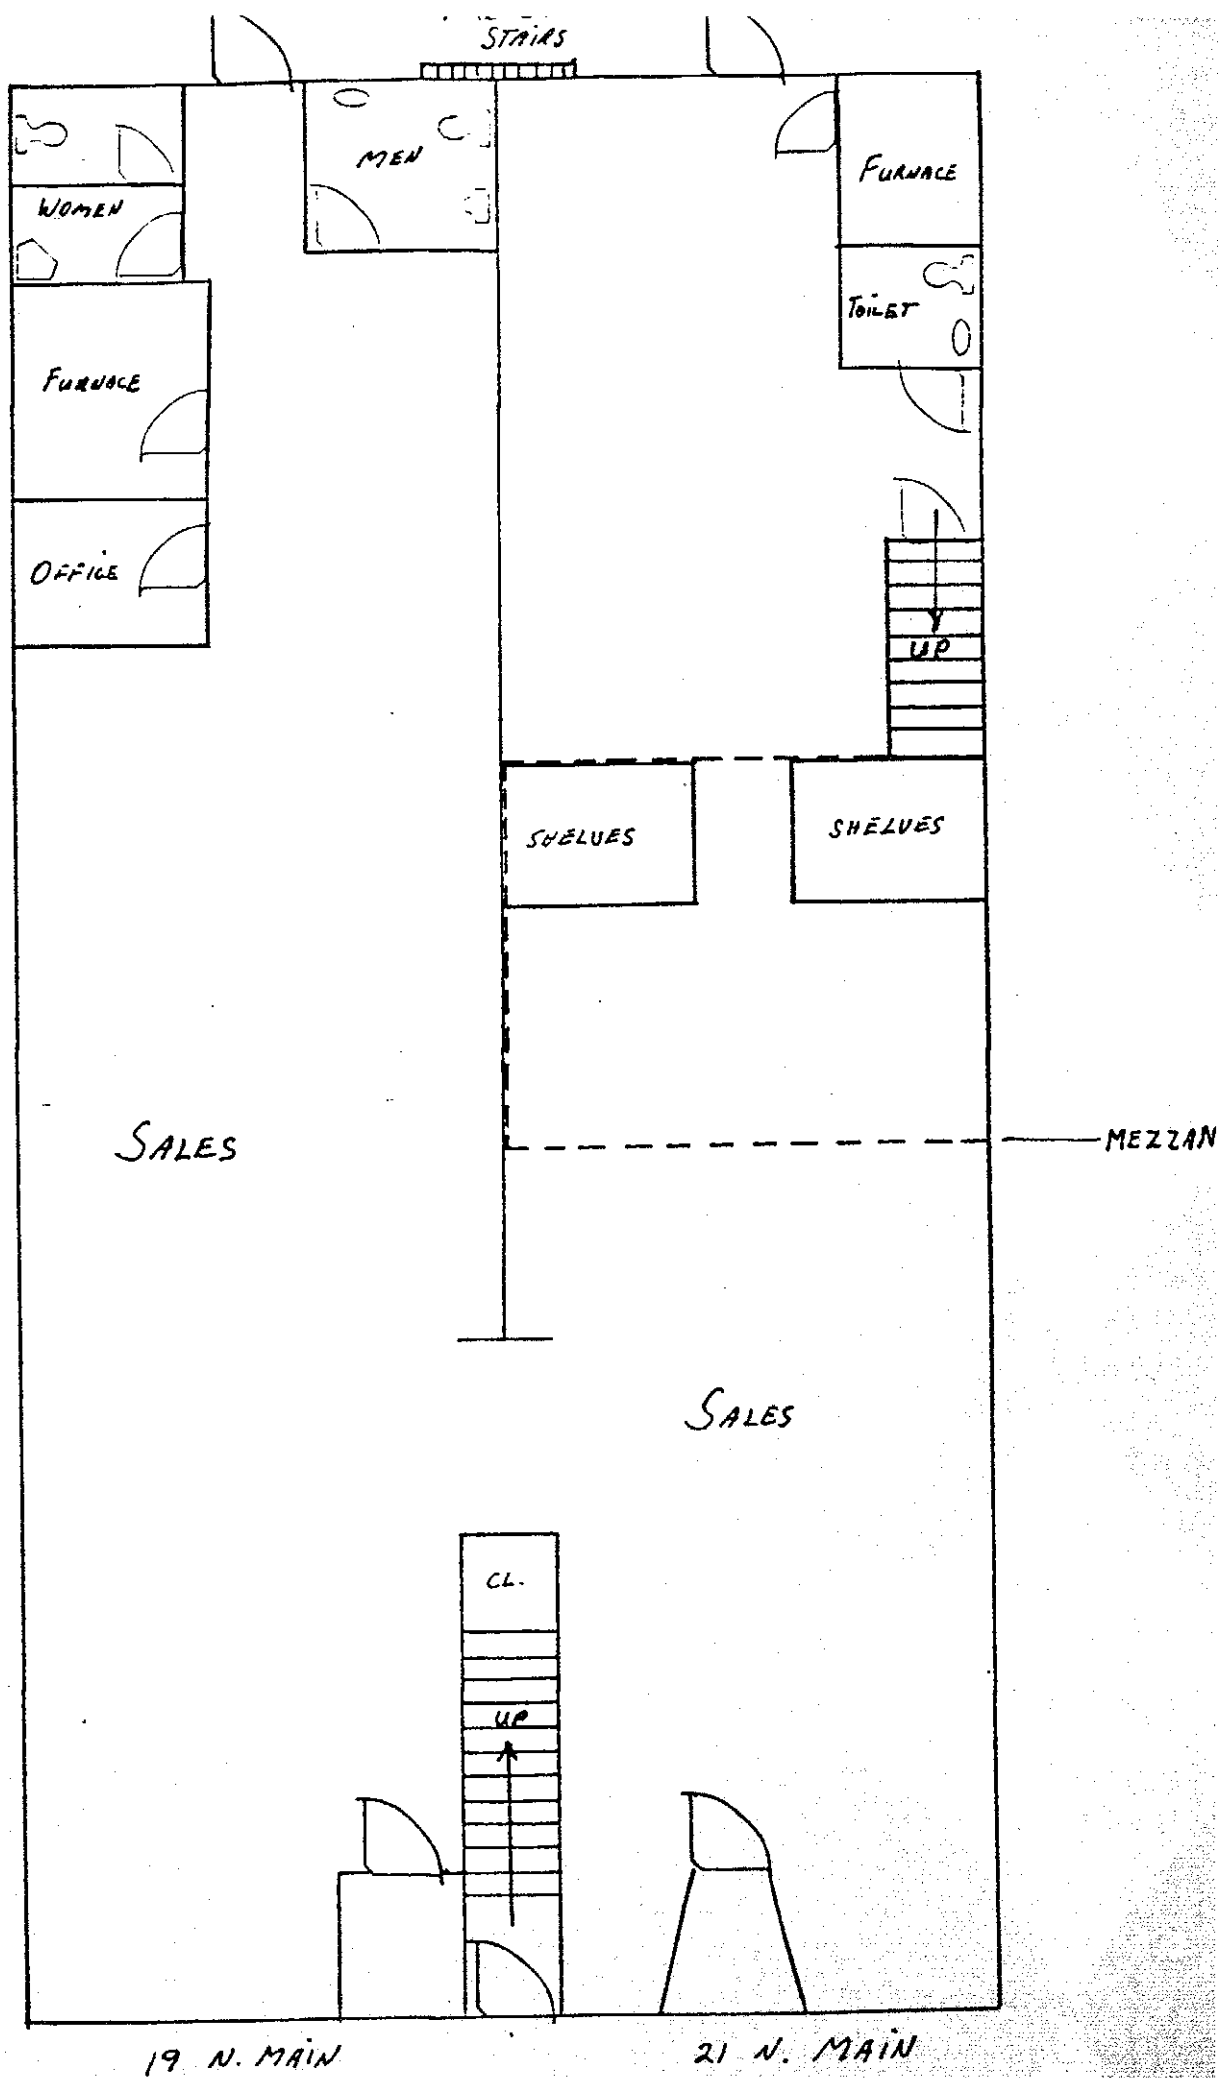 STAIRS
MEN
FURNACE
WOMEN
TOILET
FURNACE
OFFICE
UP
SHELVES
SHELVES
SALES
MEZZAN
SALES
CL.
UP
19 N. MAIN
21 N. MAIN